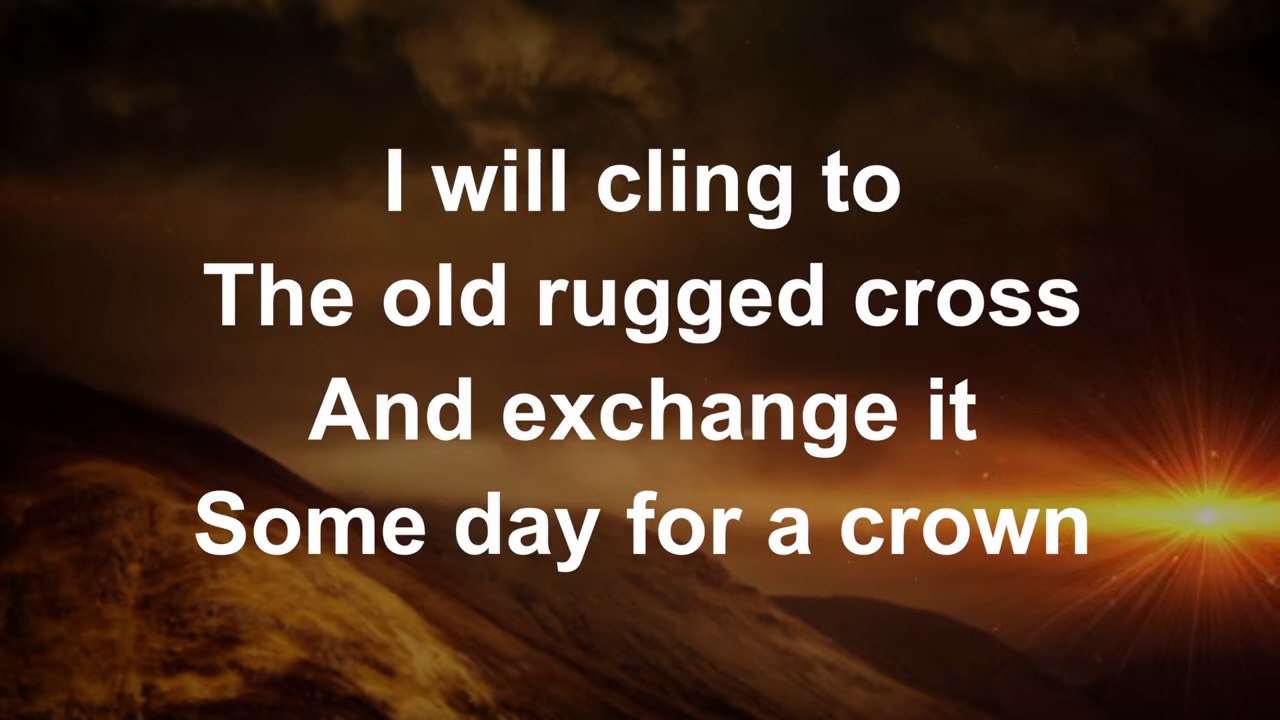 I will cling to
The old rugged cross
And exchange it
Some day for a crown